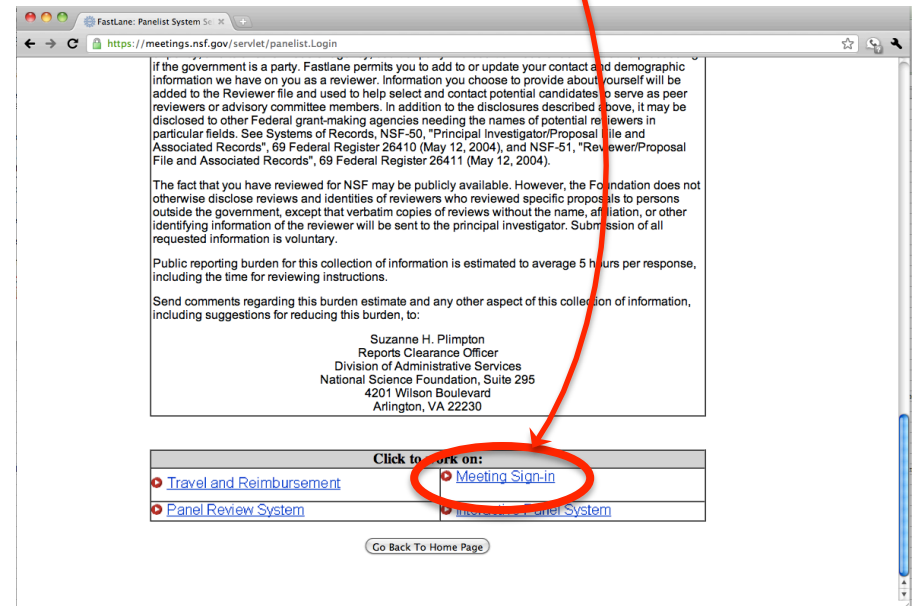 FastLane: Panelist System Se
https://meetings.nsf.gov/servlet/panelist.Login
if the government is a party. Fastlane permits you to add to or update your contact and demographic
information we have on you as a reviewer. Information you choose to provide about yourself will be
added to the Reviewer file and used to help select and contact potential candidates to serve as peer
reviewers or advisory committee members. In addition to the disclosures described above, it may be
disclosed to other Federal grant-making agencies needing the names of potential reviewers in
particular fields. See Systems of Records, NSF-50, "Principal Investigator/Proposal File and
Associated Records", 69 Federal Register 26410 (May 12, 2004), and NSF-51, "Reviewer/Proposal
File and Associated Records", 69 Federal Register 26411 (May 12, 2004).
The fact that you have reviewed for NSF may be publicly available. However, the Foundation does not
otherwise disclose reviews and identities of reviewers who reviewed specific proposals to persons
outside the government, except that verbatim copies of reviews without the name, affiliation, or other
identifying information of the reviewer will be sent to the principal investigator. Submission of all
requested information is voluntary.
Public reporting burden for this collection of information is estimated to average 5 hours per response,
including the time for reviewing instructions.
Send comments regarding this burden estimate and any other aspect of this collection of information,
including suggestions for reducing this burden, to:
Suzanne H. Plimpton
Reports Clearance Officer
Division of Administrative Services
National Science Foundation, Suite 295
4201 Wilson Boulevard
Arlington, VA 22230
Click to work on:
Travel and Reimbursement
Meeting Sign-in
Panel Review System
Interactive Panel System
Go Back To Home Page